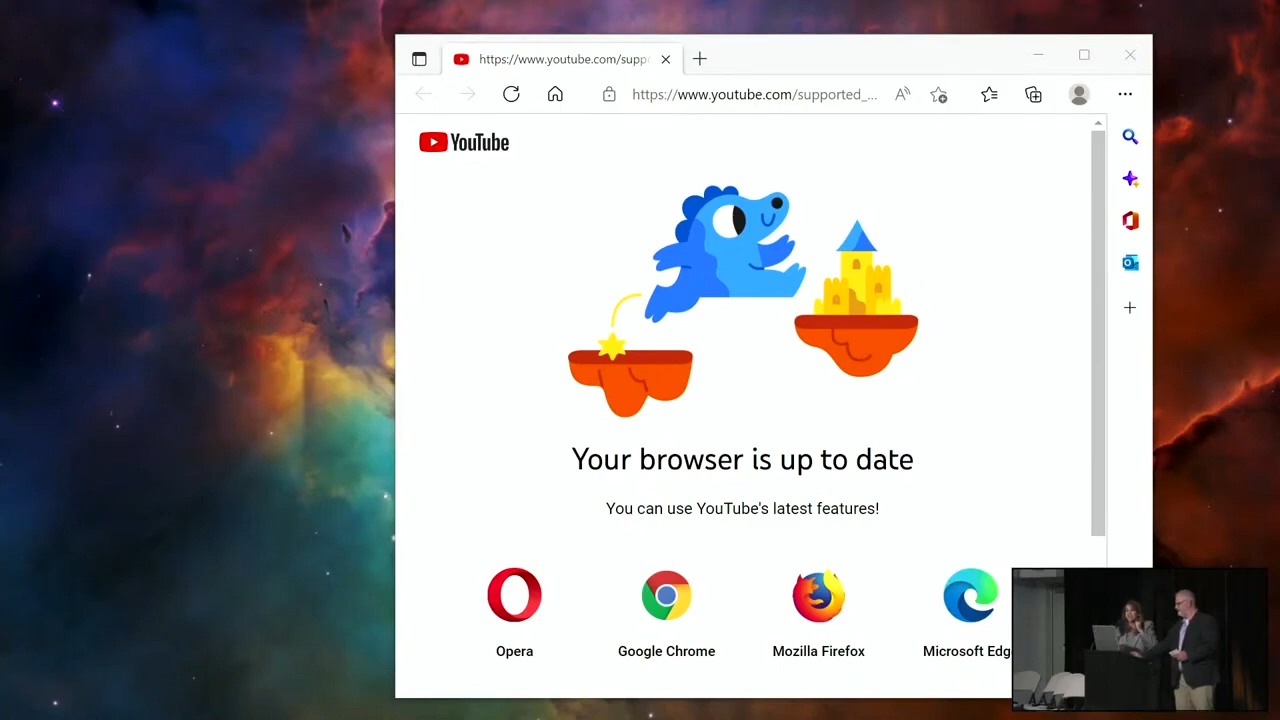 https://www.youtube.com/supp
https://www.youtube.com/supported_...
YouTube
Your browser is up to date
You can use YouTube's latest features!
Opera
Google Chrome
Mozilla Firefox
Microsoft Edg